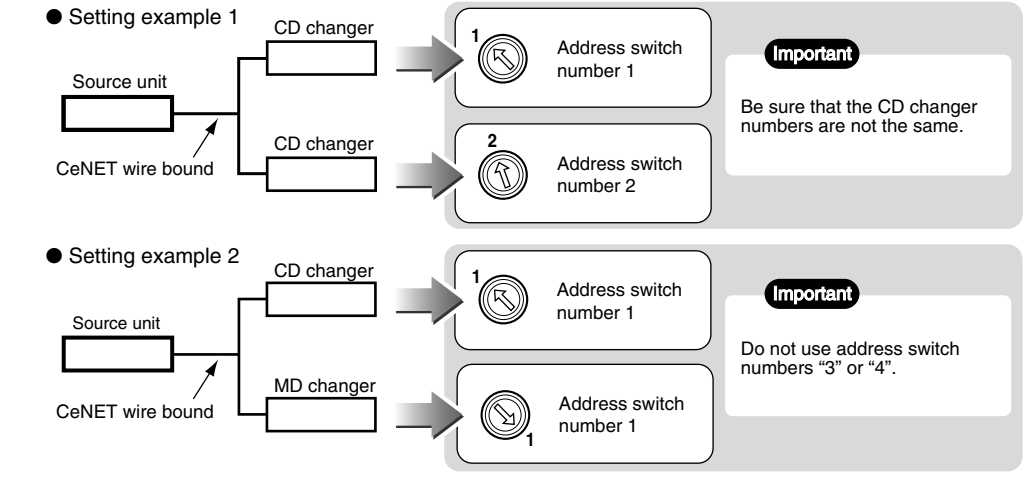 ● Setting example 1
CD changer
Source unit
CD changer
CeNET wire bound
1
Address switch
number 1
2
Address switch
number 2
Important
Be sure that the CD changer
numbers are not the same.
● Setting example 2
CD changer
Source unit
MD changer
CeNET wire bound
1
Address switch
number 1
Address switch
number 1
1
Important
Do not use address switch
numbers “3” or “4”.